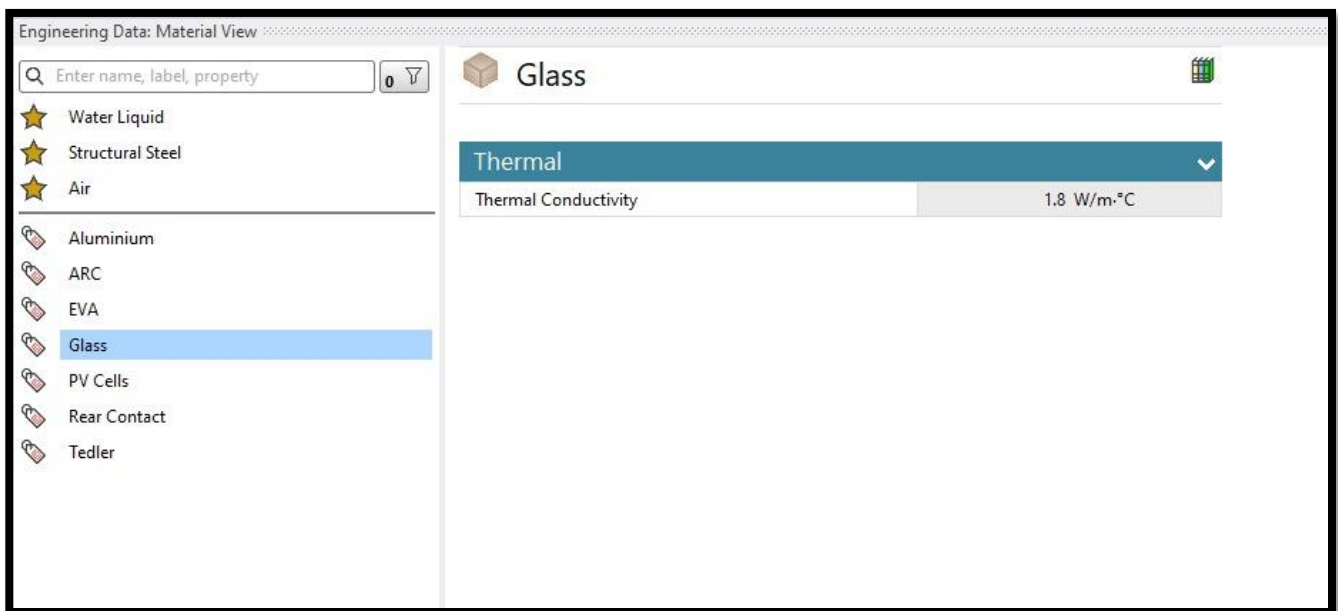 Engineering Data: Material View
Enter name, label, property
0
Water Liquid
Structural Steel
Air
Aluminium
ARC
EVA
Glass
PV Cells
Rear Contact
Tedler
Glass
Thermal
Thermal Conductivity 1.8 W/m·°C